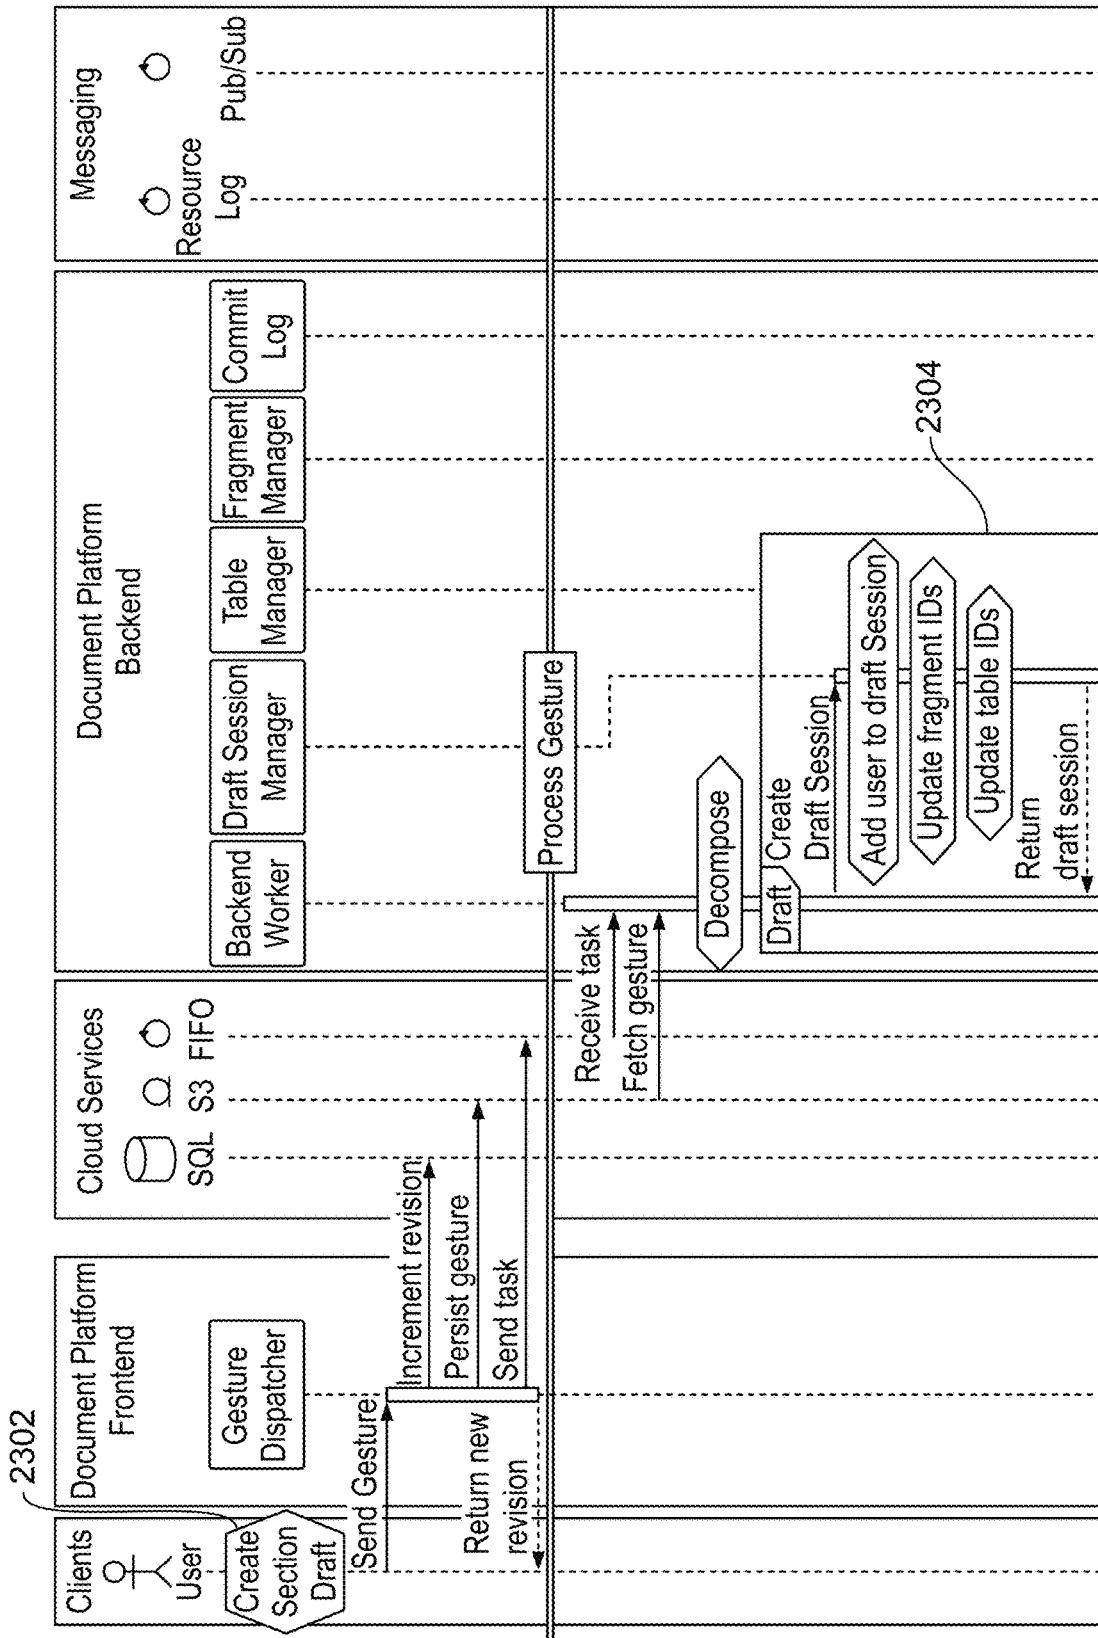 2302
Clients
User
Create
Section
Draft
Document Platform
Frontend
Gesture
Dispatcher
Cloud Services
SQL
S3
FIFO
Document Platform
Backend
Backend
Worker
Draft Session
Manager
Table
Manager
Fragment
Manager
Commit
Log
Messaging
Resource
Log
Pub/Sub
Send Gesture
Increment revision
Persist gesture
Send task
Return new
revision
Process Gesture
Receive task
Fetch gesture
Decompose
Draft
Create
Draft Session
Add user to draft Session
Update fragment IDs
Update table IDs
Return
draft session
2304